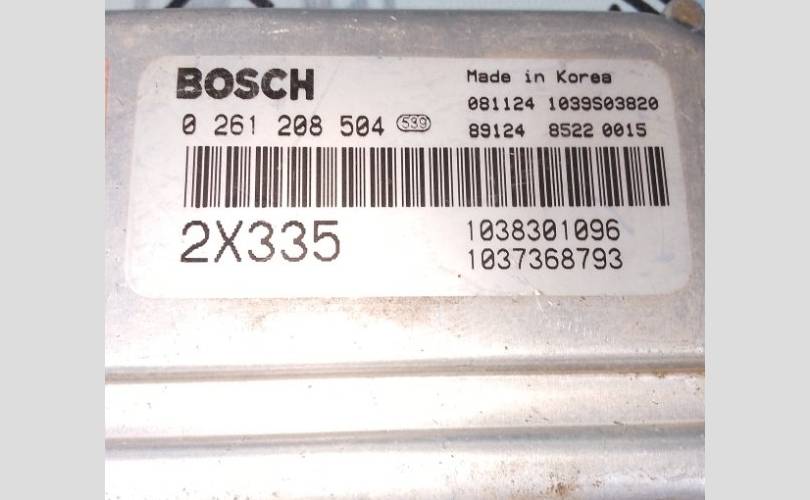 BOSCH
Made in Korea
081124 1039S03820
0 261 208 504 539
89124 8522 0015
2X335
1038301096
1037368793